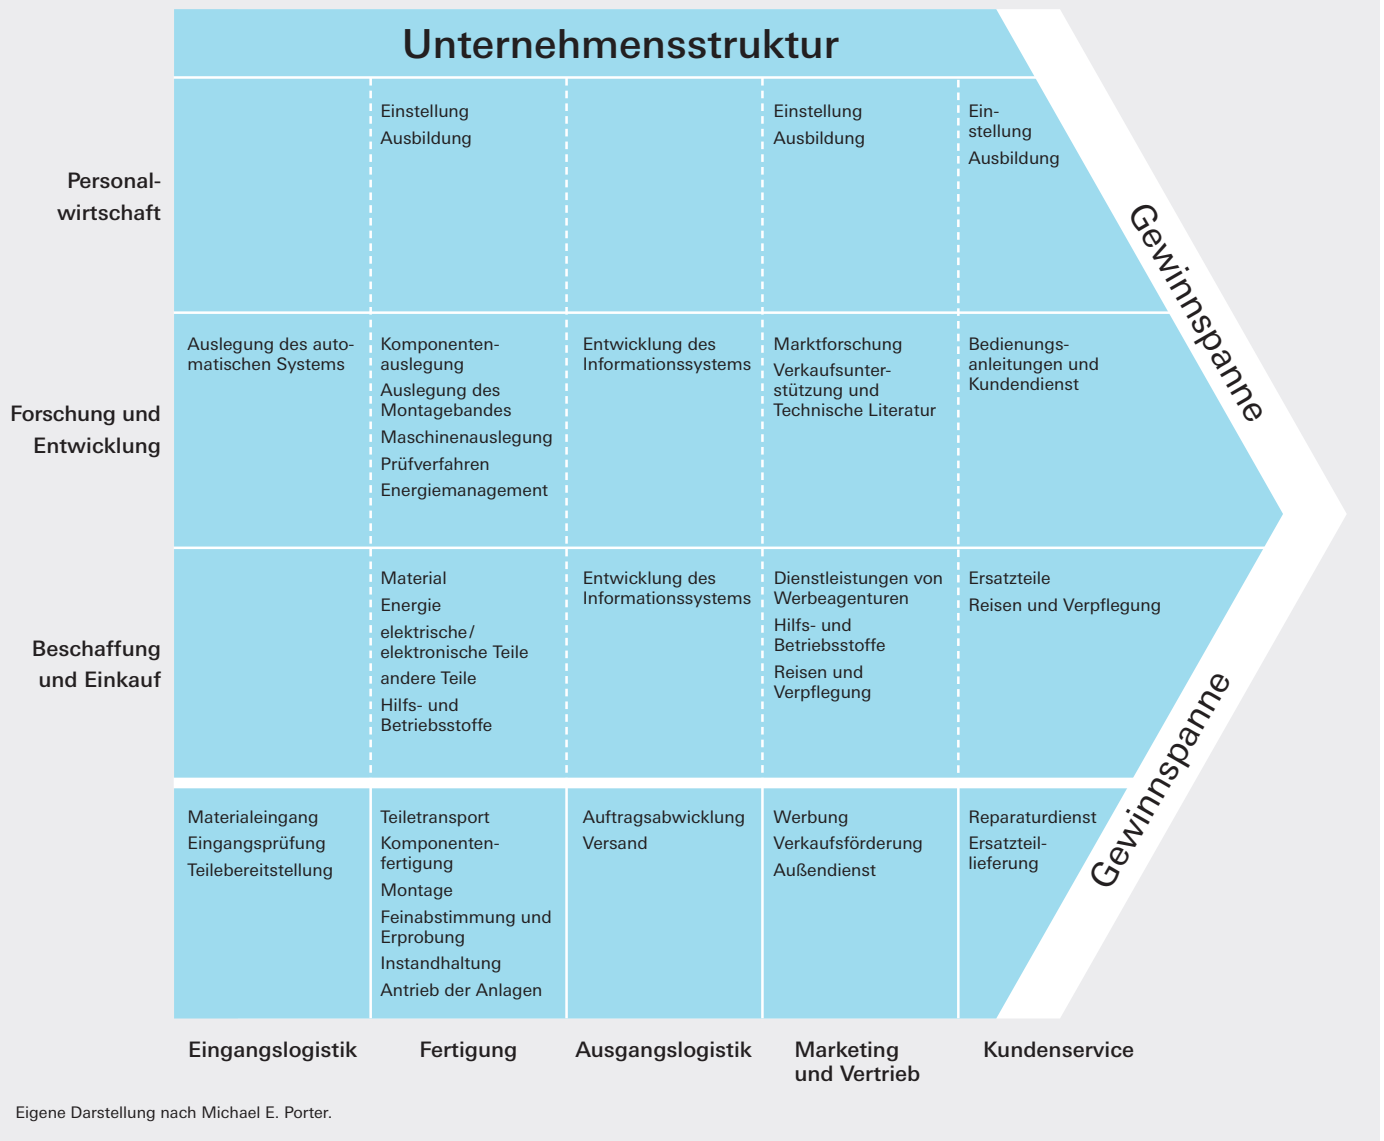 Unternehmensstruktur
Personal-
wirtschaft
Einstellung
Ausbildung
Einstellung
Ausbildung
Ein-
stellung
Ausbildung
Gewinnspanne
Forschung und
Entwicklung
Auslegung des auto-
matischen Systems
Komponenten-
auslegung
Auslegung des
Montagebandes
Maschinenauslegung
Prüfverfahren
Energiemanagement
Entwicklung des
Informationssystems
Marktforschung
Verkaufsunter-
stützung und
Technische Literatur
Bedienungs-
anleitungen und
Kundendienst
Beschaffung
und Einkauf
Material
Energie
elektrische/
elektronische Teile
andere Teile
Hilfs- und
Betriebsstoffe
Entwicklung des
Informationssystems
Dienstleistungen von
Werbeagenturen
Hilfs- und
Betriebsstoffe
Reisen und
Verpflegung
Ersatzteile
Reisen und Verpflegung
Gewinnspanne
Materialeingang
Eingangsprüfung
Teilebereitstellung
Teiletransport
Komponenten-
fertigung
Montage
Feinabstimmung und
Erprobung
Instandhaltung
Antrieb der Anlagen
Auftragsabwicklung
Versand
Werbung
Verkaufsförderung
Außendienst
Reparaturdienst
Ersatzteil-
lieferung
Eingangslogistik
Fertigung
Ausgangslogistik
Marketing
und Vertrieb
Kundenservice
Eigene Darstellung nach Michael E. Porter.